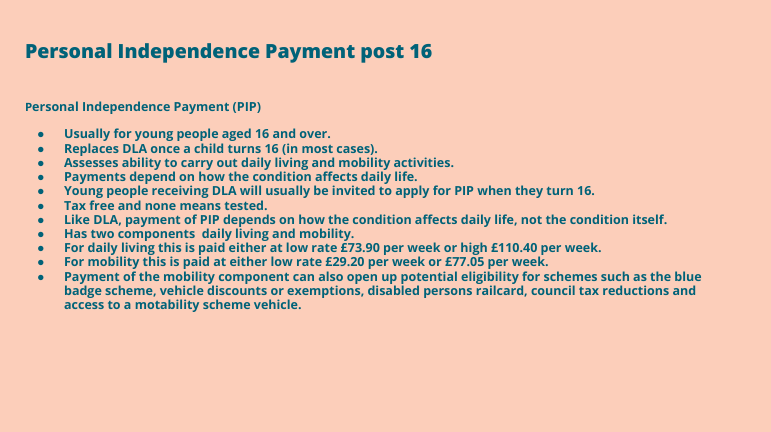 Personal Independence Payment post 16
Personal Independence Payment (PIP)
● Usually for young people aged 16 and over.
● Replaces DLA once a child turns 16 (in most cases).
● Assesses ability to carry out daily living and mobility activities.
● Payments depend on how the condition affects daily life.
● Young people receiving DLA will usually be invited to apply for PIP when they turn 16.
● Tax free and none means tested.
● Like DLA, payment of PIP depends on how the condition affects daily life, not the condition itself.
● Has two components  daily living and mobility.
● For daily living this is paid either at low rate £73.90 per week or high £110.40 per week.
● For mobility this is paid at either low rate £29.20 per week or £77.05 per week.
● Payment of the mobility component can also open up potential eligibility for schemes such as the blue
badge scheme, vehicle discounts or exemptions, disabled persons railcard, council tax reductions and
access to a motability scheme vehicle.